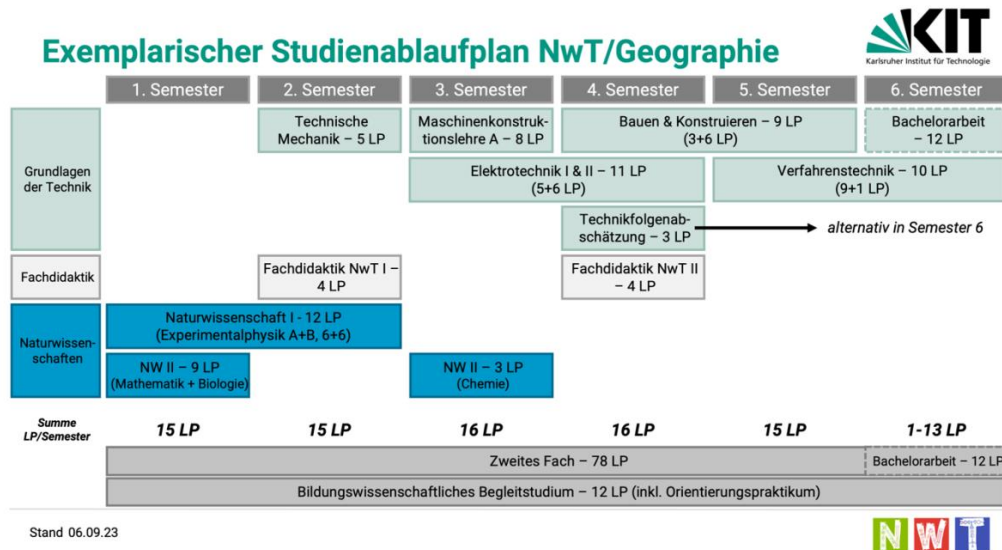 KIT
Karlsruher Institut für Technologie
Exemplarischer Studienablaufplan NwT/Geographie
1. Semester
2. Semester
3. Semester
4. Semester
5. Semester
6. Semester
Grundlagen
der Technik
Technische
Mechanik – 5 LP
Maschinenkonstruk-
tionslehre A – 8 LP
Bauen & Konstruieren – 9 LP
(3+6 LP)
Bachelorarbeit
– 12 LP
Elektrotechnik I & II – 11 LP
(5+6 LP)
Verfahrenstechnik – 10 LP
(9+1 LP)
Technikfolgenab-
schätzung – 3 LP
alternativ in Semester 6
Fachdidaktik
Fachdidaktik NwT I –
4 LP
Fachdidaktik NwT II
– 4 LP
Naturwissen-
schaften
Naturwissenschaft I - 12 LP
(Experimentalphysik A+B, 6+6)
NW II – 9 LP
(Mathematik + Biologie)
NW II – 3 LP
(Chemie)
Summe
LP/Semester
15 LP
15 LP
16 LP
16 LP
15 LP
1-13 LP
Zweites Fach – 78 LP
Bachelorarbeit – 12 LP
Bildungswissenschaftliches Begleitstudium – 12 LP (inkl. Orientierungspraktikum)
Stand 06.09.23
NWT